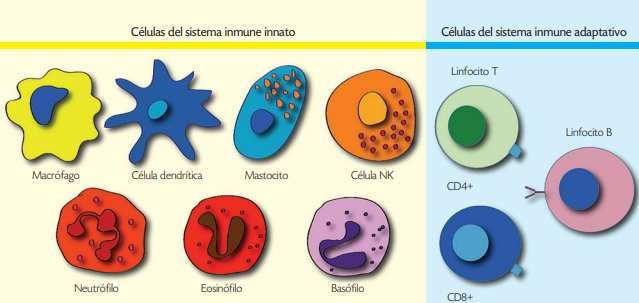 Células del sistema inmune innato
Células del sistema inmune adaptativo
Macrófago
Célula dendrítica
Mastocito
Célula NK
Neutrófilo
Eosinófilo
Basófilo
Linfocito T
CD4+
Linfocito B
CD8+